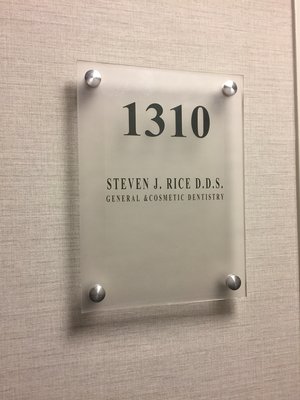 1310
STEVEN J. RICE D.D.S.
GENERAL &COSMETIC DENTISTRY